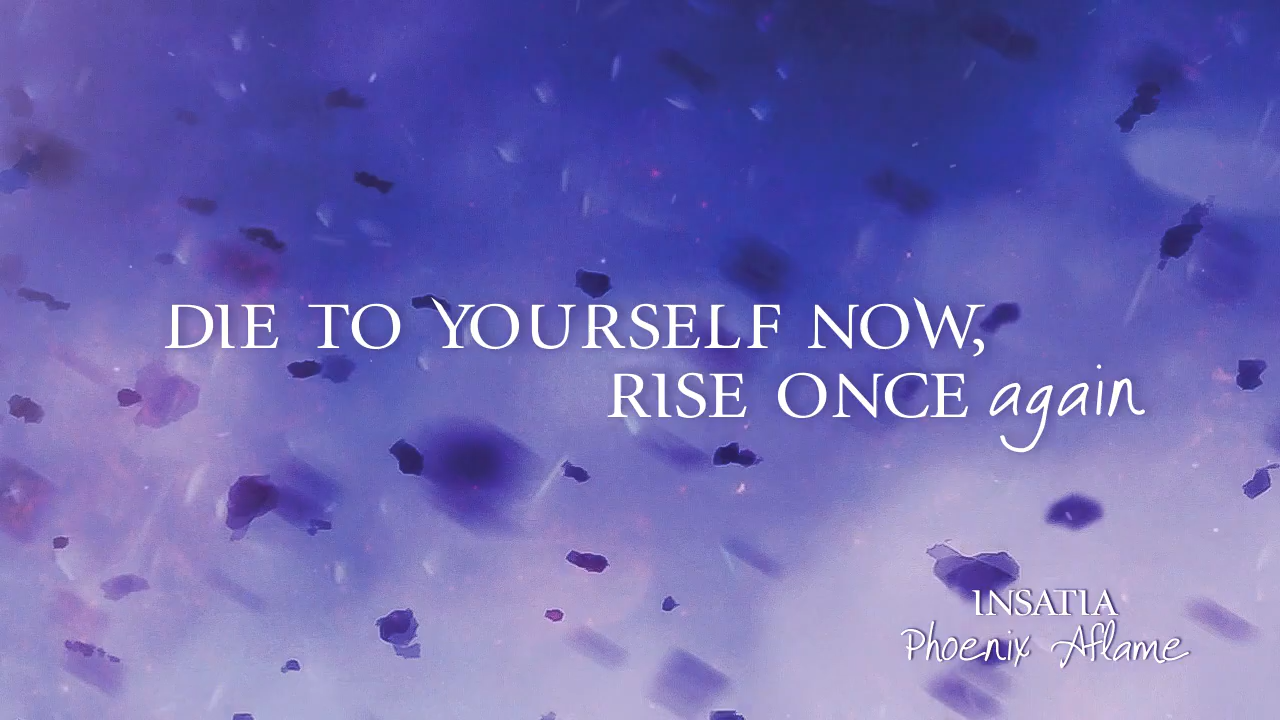 DIE TO YOURSELF NOW,
RISE ONCE again
INSATIA
Phoenix Aflame